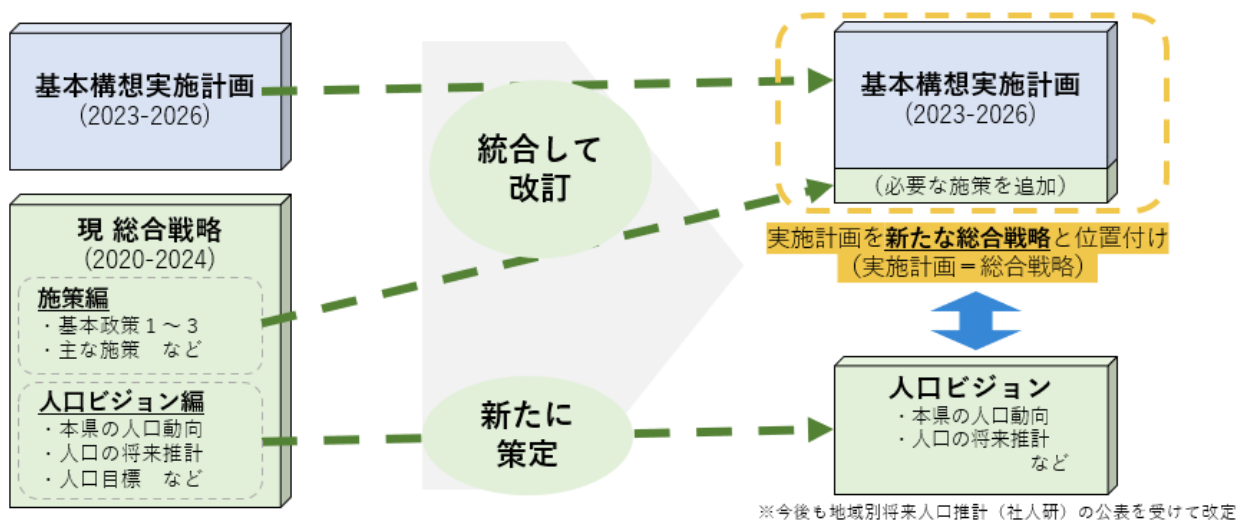 基本構想実施計画
(2023-2026)
現 総合戦略
(2020-2024)
施策編
・基本政策１～３
・主な施策　など
人口ビジョン編
・本県の人口動向
・人口の将来推計
・人口目標　など
統合して
改訂
新たに
策定
基本構想実施計画
(2023-2026)
（必要な施策を追加）
実施計画を新たな総合戦略と位置付け
（実施計画＝総合戦略）
人口ビジョン
・本県の人口動向
・人口の将来推計
など
※今後も地域別将来人口推計（社人研）の公表を受けて改定